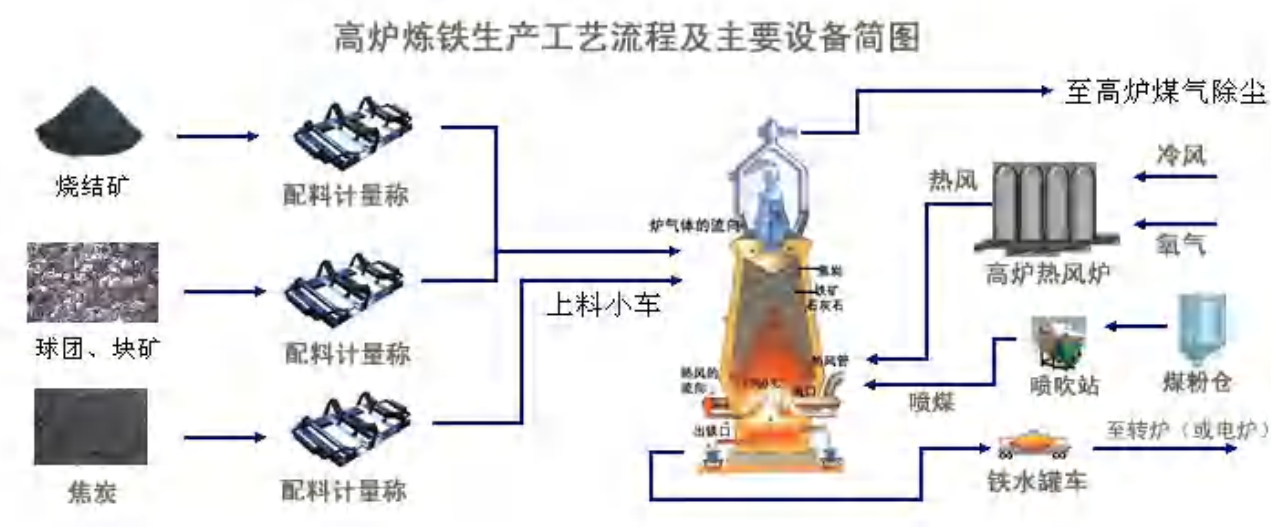 高炉炼铁生产工艺流程及主要设备简图
至高炉煤气除尘
烧结矿
配料计量称
冷风
热风
氧气
高炉热风炉
炉气体的流向
焦炭
铁矿
石灰石
上料小车
球团、块矿
配料计量称
热风管
热风的
流向
风口
喷煤
喷吹站
煤粉仓
出铁口
至转炉（或电炉）
铁水罐车
焦炭
配料计量称